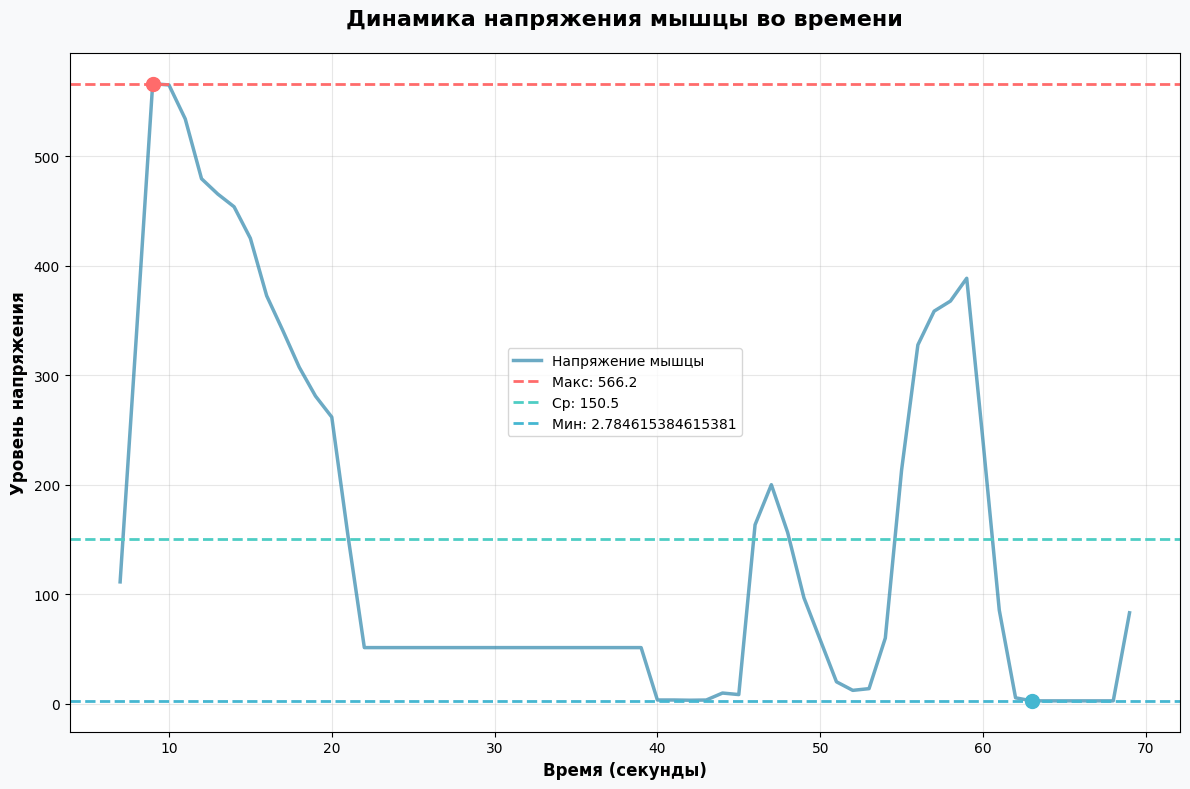 Динамика напряжения мышцы во времени
Уровень напряжения
500
400
300
200
100
0
Напряжение мышцы
Макс: 566.2
Ср: 150.5
Мин: 2.784615384615381
10 20 30 40 50 60 70
Время (секунды)